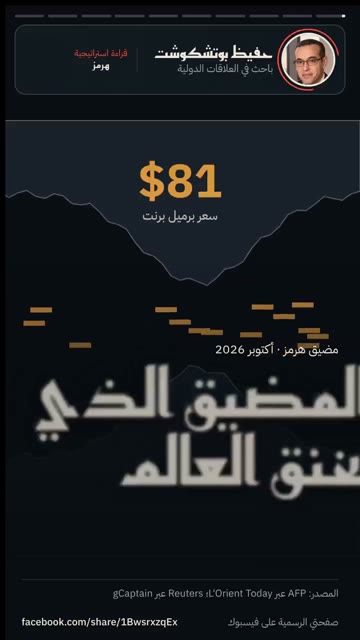 حفيظ بوتشكوشت
باحث في العلاقات الدولية
قراءة استراتيجية
هرمز
$81
سعر برميل برنت
مضيق هرمز · أكتوبر 2026
المضيق الذي
العالم
المصدر: AFP عبر L'Orient Today؛ Reuters عبر gCaptain
صفحتي الرسمية على فيسبوك
facebook.com/share/1BwsrxzqEx